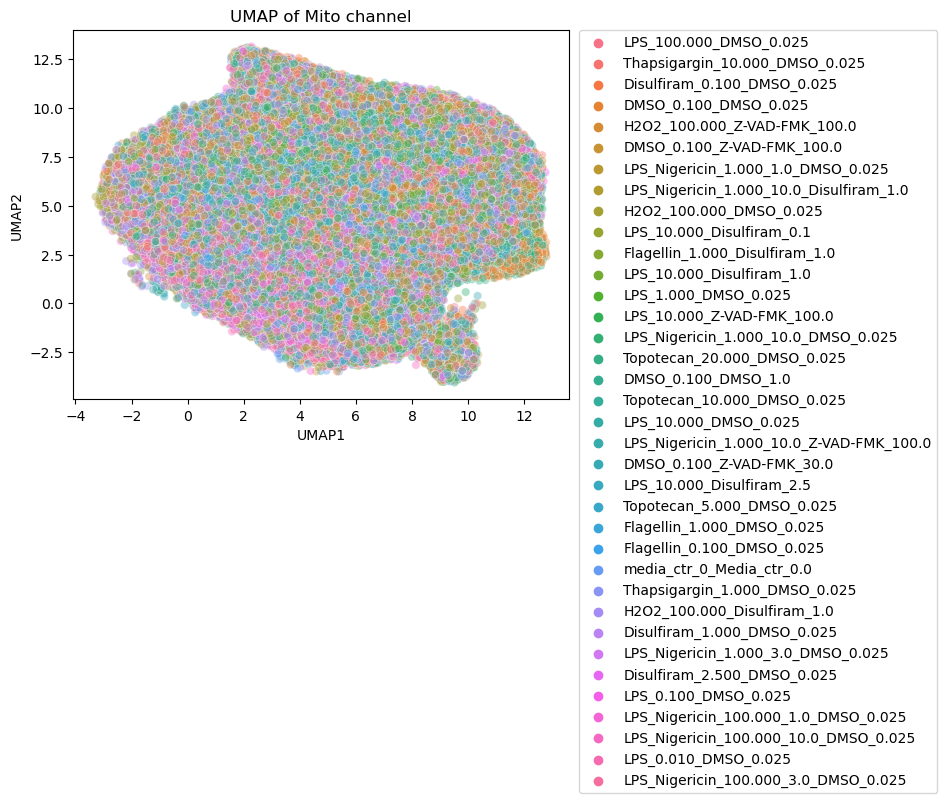 UMAP of Mito channel
12.5
10.0
7.5
5.0
2.5
0.0
−2.5
UMAP2
−4
−2
0
2
4
6
8
10
12
UMAP1
LPS_100.000_DMSO_0.025
Thapsigargin_10.000_DMSO_0.025
Disulfiram_0.100_DMSO_0.025
DMSO_0.100_DMSO_0.025
H2O2_100.000_Z-VAD-FMK_100.0
DMSO_0.100_Z-VAD-FMK_100.0
LPS_Nigericin_1.000_1.0_DMSO_0.025
LPS_Nigericin_1.000_10.0_Disulfiram_1.0
H2O2_100.000_DMSO_0.025
LPS_10.000_Disulfiram_0.1
Flagellin_1.000_Disulfiram_1.0
LPS_10.000_Disulfiram_1.0
LPS_1.000_DMSO_0.025
LPS_10.000_Z-VAD-FMK_100.0
LPS_Nigericin_1.000_10.0_DMSO_0.025
Topotecan_20.000_DMSO_0.025
DMSO_0.100_DMSO_1.0
Topotecan_10.000_DMSO_0.025
LPS_10.000_DMSO_0.025
LPS_Nigericin_1.000_10.0_Z-VAD-FMK_100.0
DMSO_0.100_Z-VAD-FMK_30.0
LPS_10.000_Disulfiram_2.5
Topotecan_5.000_DMSO_0.025
Flagellin_1.000_DMSO_0.025
Flagellin_0.100_DMSO_0.025
media_ctr_0_Media_ctr_0.0
Thapsigargin_1.000_DMSO_0.025
H2O2_100.000_Disulfiram_1.0
Disulfiram_1.000_DMSO_0.025
LPS_Nigericin_1.000_3.0_DMSO_0.025
Disulfiram_2.500_DMSO_0.025
LPS_0.100_DMSO_0.025
LPS_Nigericin_100.000_1.0_DMSO_0.025
LPS_Nigericin_100.000_10.0_DMSO_0.025
LPS_0.010_DMSO_0.025
LPS_Nigericin_100.000_3.0_DMSO_0.025